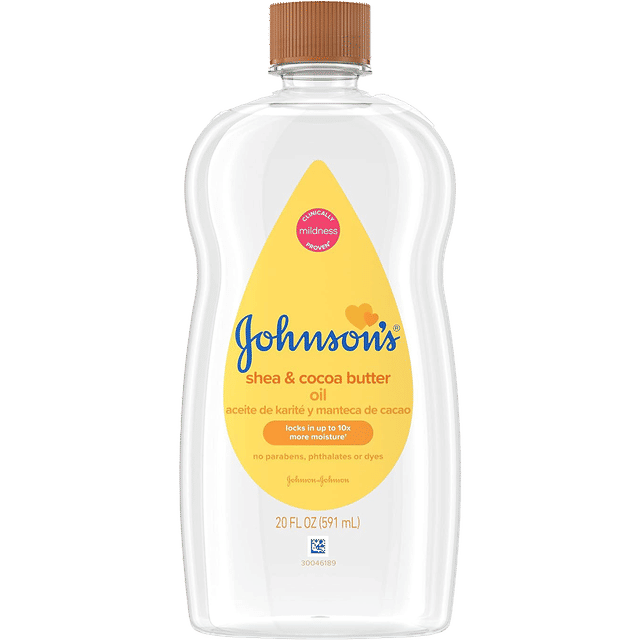 CLINICALLY
mildness
PROVEN*
Johnson's®
shea & cocoa butter
oil
aceite de karité y manteca de cacao
locks in up to 10x
more moisture*
no parabens, phthalates or dyes
Johnson & Johnson
20 FL OZ (591 mL)
30046189